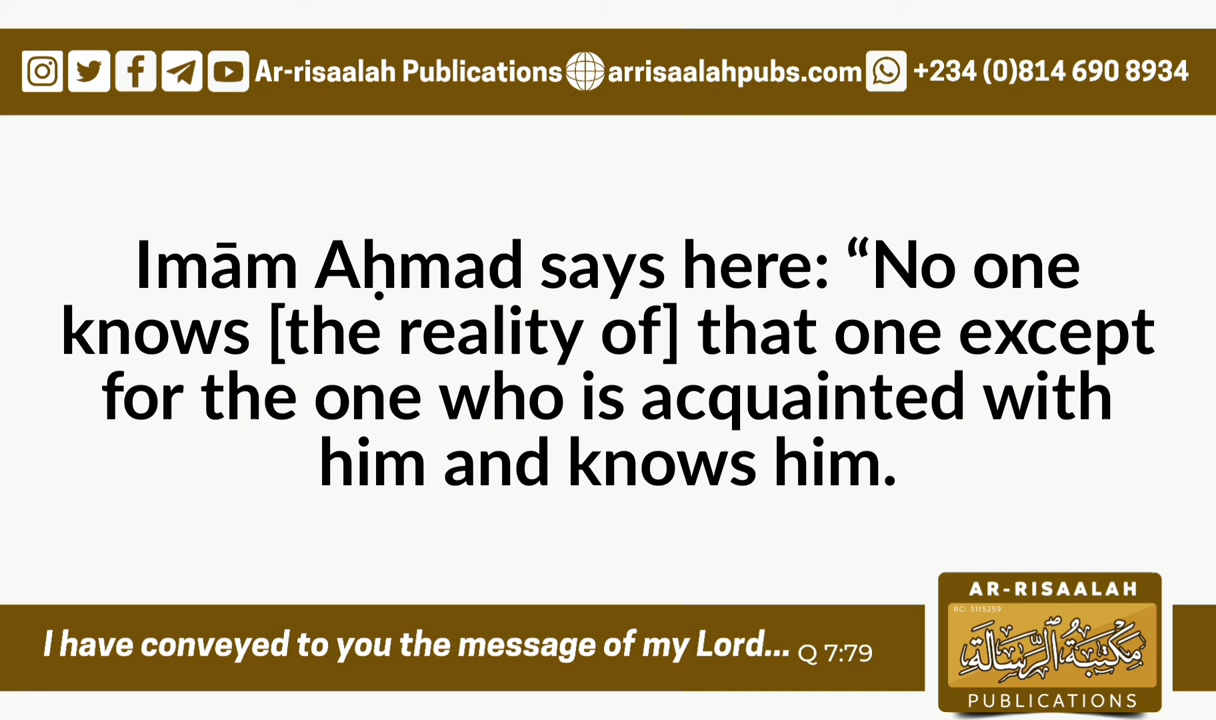 Ar-risaalah Publications arrisaalahpubs.com +234 (0)814 690 8934
Imām Aḥmad says here: “No one
knows [the reality of] that one except
for the one who is acquainted with
him and knows him.
I have conveyed to you the message of my Lord... Q 7:79
AR-RISAALAH
RC: 3115259
مكتبة الرسالة
PUBLICATIONS